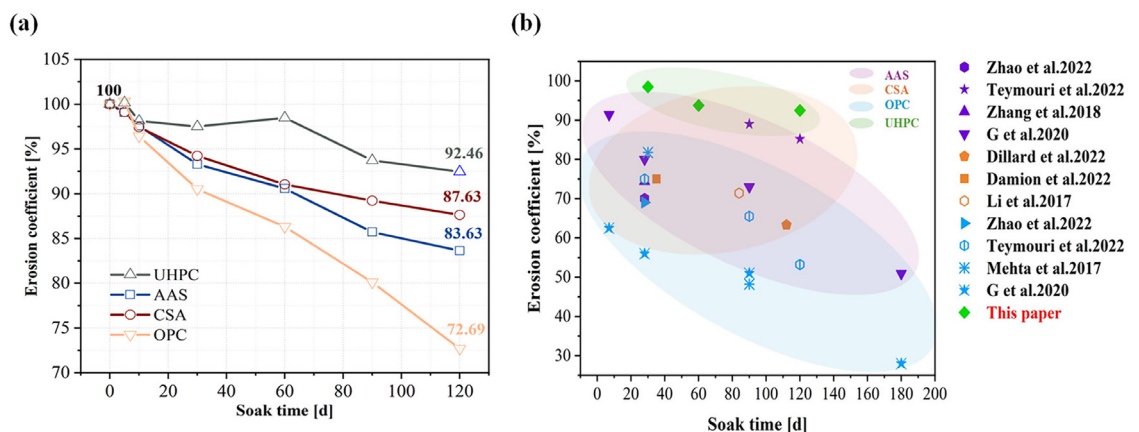 (a)
105
100
95
90
85
80
75
70
Erosion coefficient [%]
100
92.46
87.63
83.63
72.69
UHPC
AAS
CSA
OPC
0 20 40 60 80 100 120
Soak time [d]
(b)
100
90
80
70
60
50
40
30
Erosion coefficient [%]
AAS
CSA
OPC
UHPC
0 20 40 60 80 100 120 140 160 180 200
Soak time [d]
Zhao et al.2022
Teymouri et al.2022
Zhang et al.2018
G et al.2020
Dillard et al.2022
Damion et al.2022
Li et al.2017
Zhao et al.2022
Teymouri et al.2022
Mehta et al.2017
G et al.2020
This paper